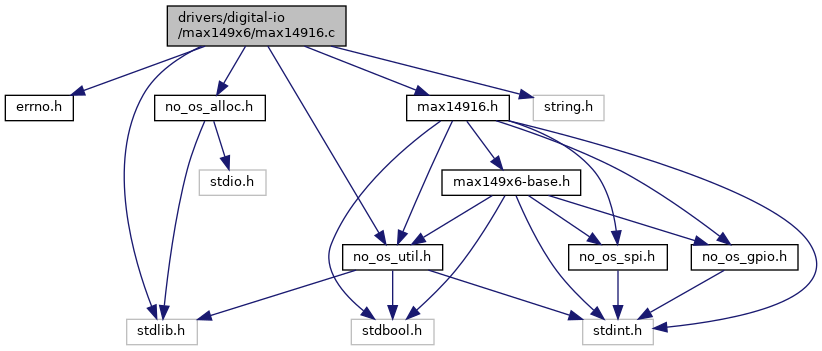 drivers/digital-io
/max149x6/max14916.c
errno.h
no_os_alloc.h
max14916.h
string.h
stdio.h
max149x6-base.h
no_os_util.h
no_os_spi.h
no_os_gpio.h
stdlib.h
stdbool.h
stdint.h